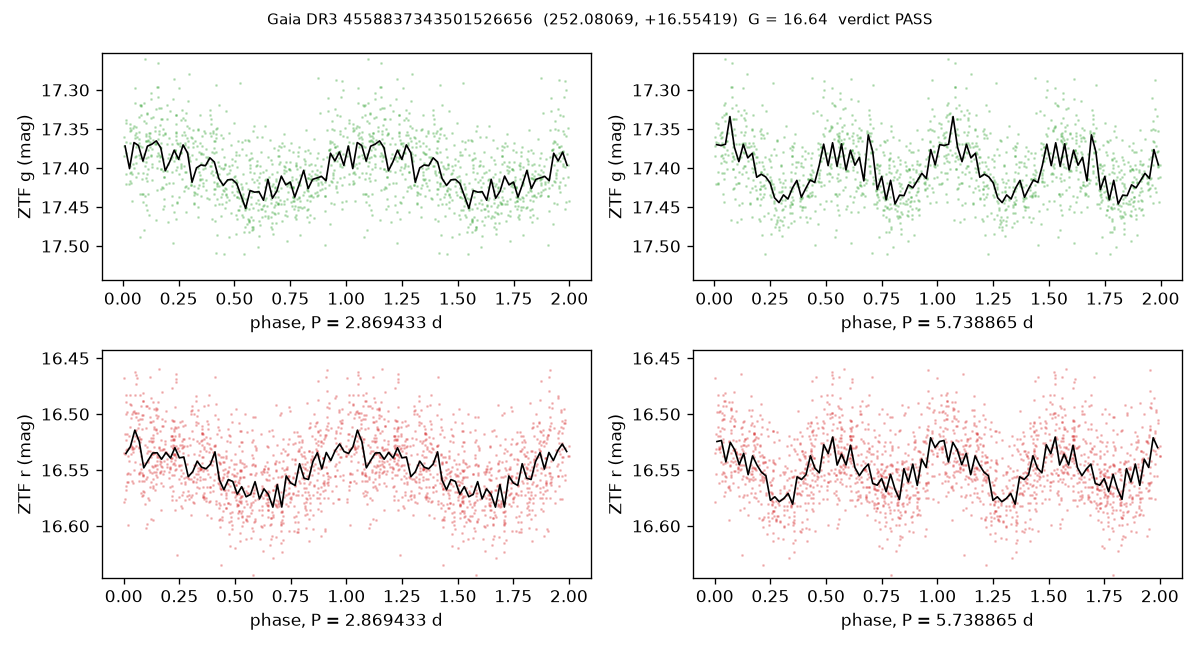 Gaia DR3 4558837343501526656  (252.08069, +16.55419)  G = 16.64  verdict PASS
ZTF g (mag)
17.30
17.35
17.40
17.45
17.50
0.00 0.25 0.50 0.75 1.00 1.25 1.50 1.75 2.00
phase, P = 2.869433 d
ZTF g (mag)
17.30
17.35
17.40
17.45
17.50
0.00 0.25 0.50 0.75 1.00 1.25 1.50 1.75 2.00
phase, P = 5.738865 d
ZTF r (mag)
16.45
16.50
16.55
16.60
0.00 0.25 0.50 0.75 1.00 1.25 1.50 1.75 2.00
phase, P = 2.869433 d
ZTF r (mag)
16.45
16.50
16.55
16.60
0.00 0.25 0.50 0.75 1.00 1.25 1.50 1.75 2.00
phase, P = 5.738865 d